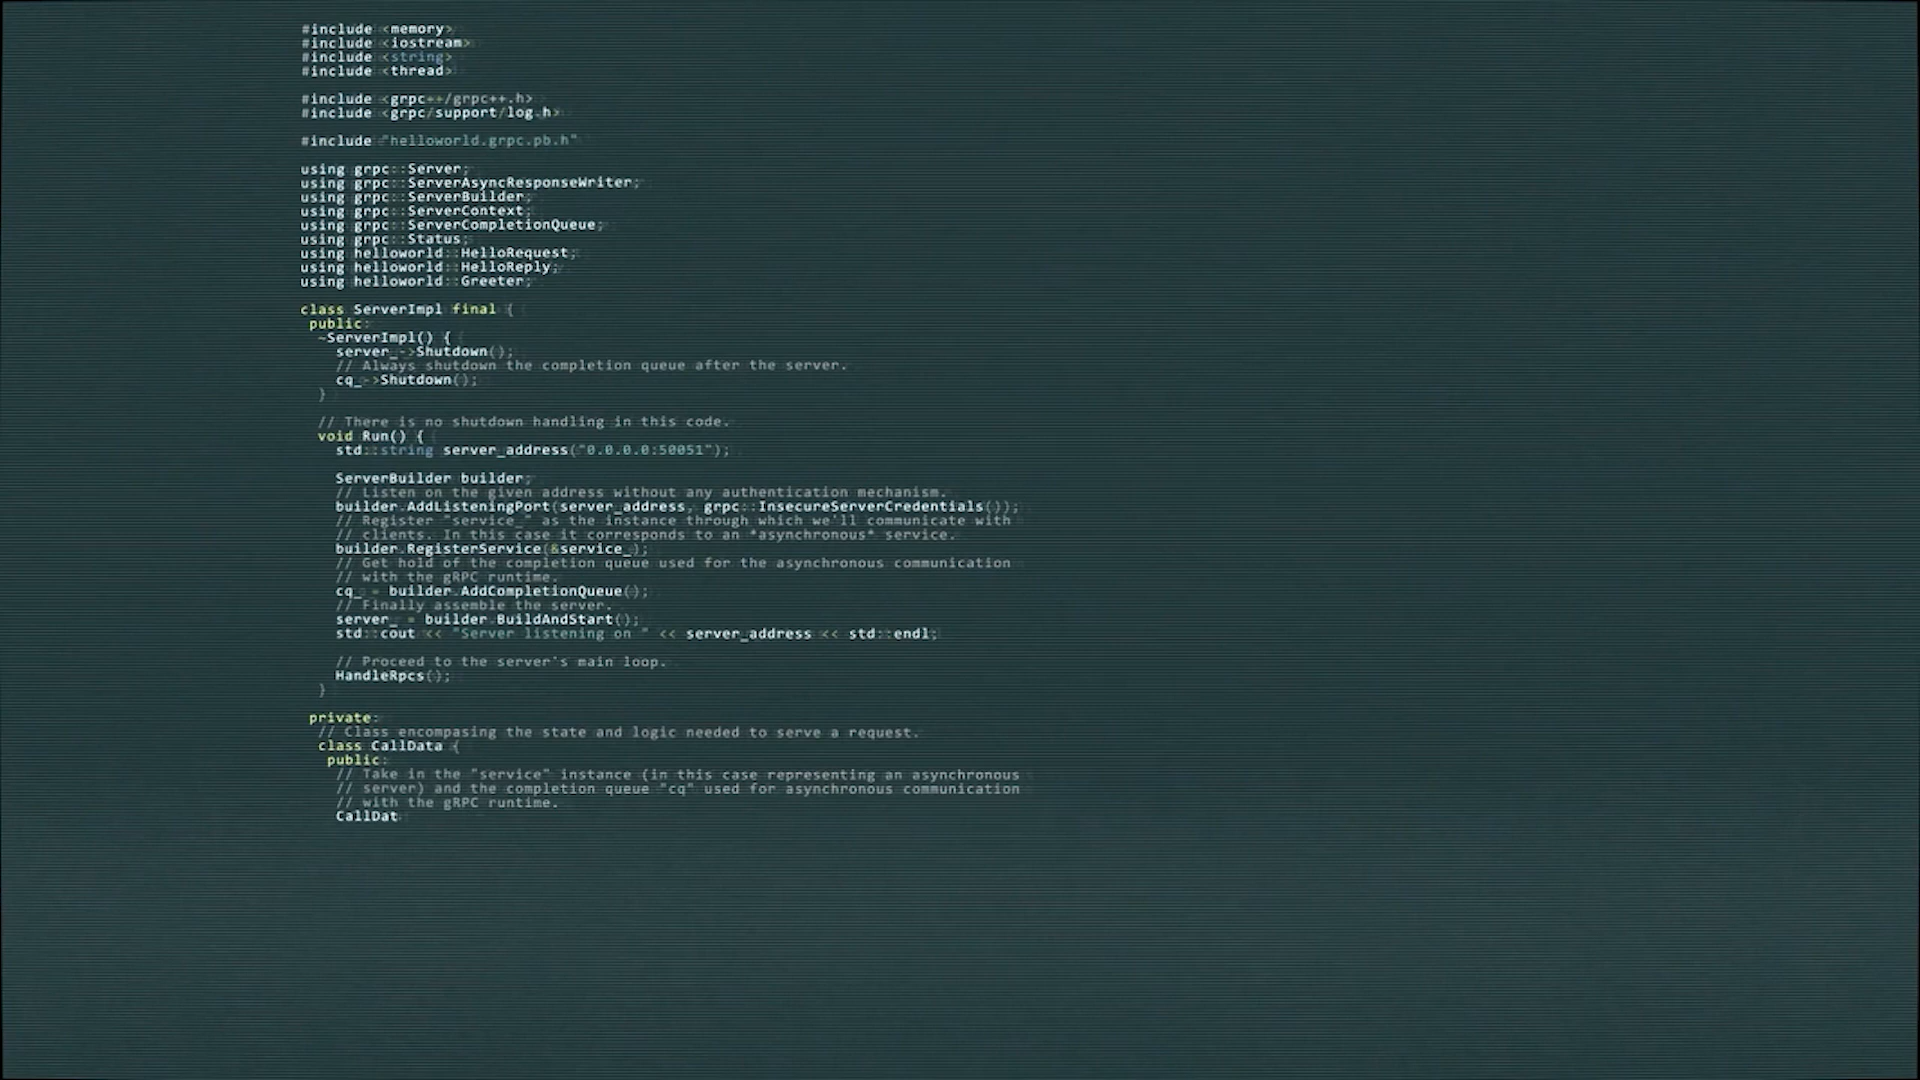 #include <memory>
#include <iostream>
#include <string>
#include <thread>
#include <grpc++/grpc++.h>
#include <grpc/support/log.h>
#include "helloworld.grpc.pb.h"
using grpc::Server;
using grpc::ServerAsyncResponseWriter;
using grpc::ServerBuilder;
using grpc::ServerContext;
using grpc::ServerCompletionQueue;
using grpc::Status;
using helloworld::HelloRequest;
using helloworld::HelloReply;
using helloworld::Greeter;
class ServerImpl final {
public:
~ServerImpl() {
server_->Shutdown();
// Always shutdown the completion queue after the server.
cq_->Shutdown();
}
// There is no shutdown handling in this code.
void Run() {
std::string server_address("0.0.0.0:50051");
ServerBuilder builder;
// Listen on the given address without any authentication mechanism.
builder.AddListeningPort(server_address, grpc::InsecureServerCredentials());
// Register "service_" as the instance through which we'll communicate with
// clients. In this case it corresponds to an *asynchronous* service.
builder.RegisterService(&service_);
// Get hold of the completion queue used for the asynchronous communication
// with the gRPC runtime.
cq_ = builder.AddCompletionQueue();
// Finally assemble the server.
server_ = builder.BuildAndStart();
std::cout << "Server listening on " << server_address << std::endl;
// Proceed to the server's main loop.
HandleRpcs();
}
private:
// Class encompasing the state and logic needed to serve a request.
class CallData {
public:
// Take in the "service" instance (in this case representing an asynchronous
// server) and the completion queue "cq" used for asynchronous communication
// with the gRPC runtime.
CallDat